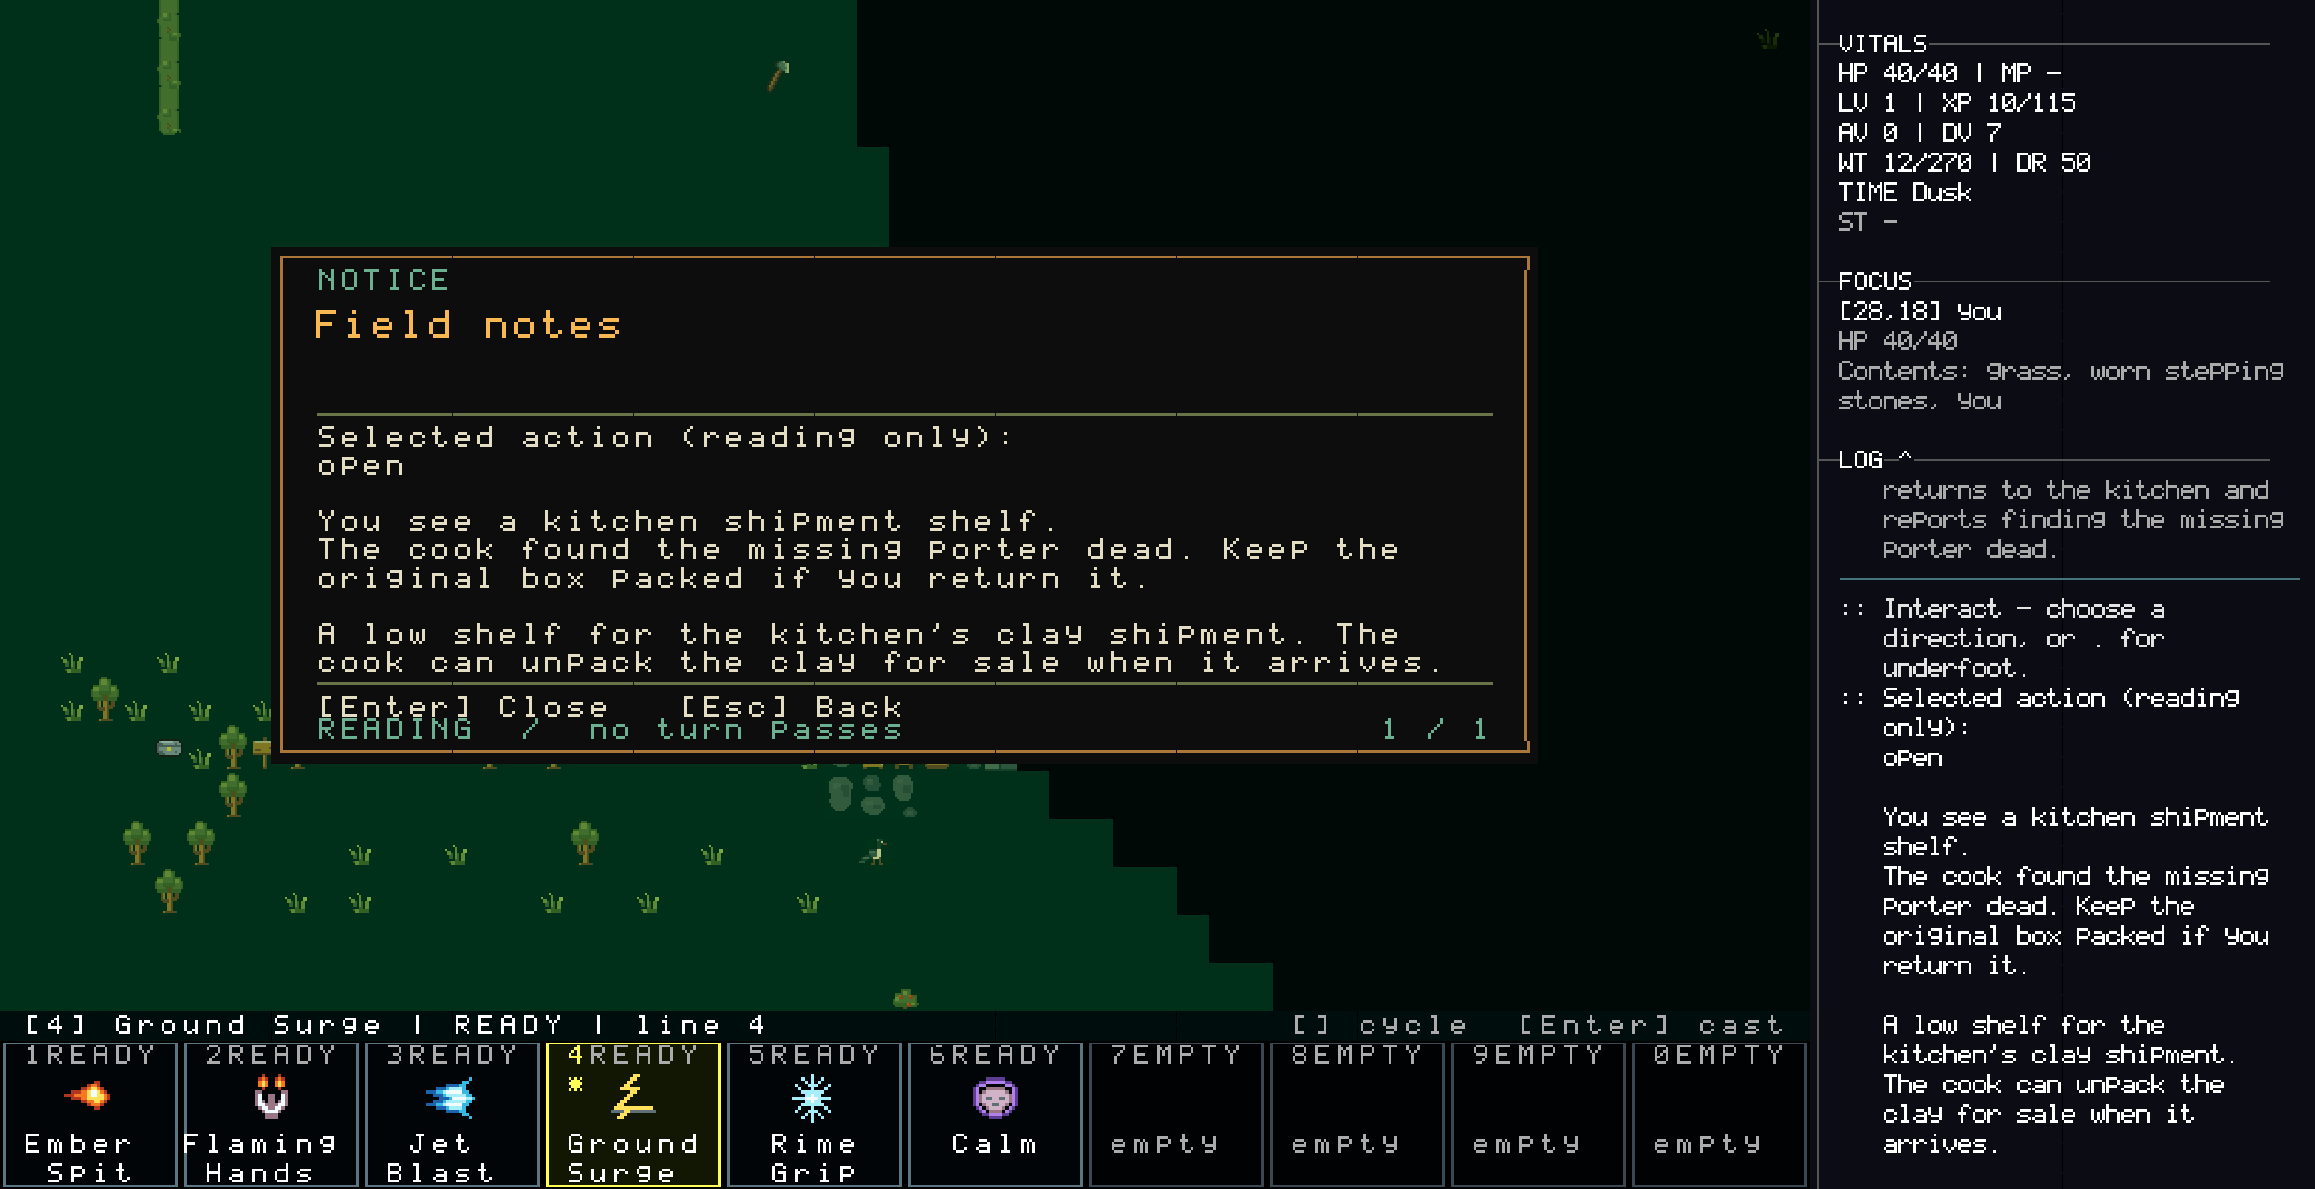 NOTICE
Field notes
Selected action (reading only):
open
You see a kitchen shipment shelf.
The cook found the missing porter dead. Keep the
original box packed if you return it.
A low shelf for the kitchen's clay shipment. The
cook can unpack the clay for sale when it arrives.
[Enter] Close [Esc] Back
READING / no turn passes 1 / 1
[4] Ground Surge | READY | line 4 [] cycle [Enter] cast
1READY 2READY 3READY 4READY 5READY 6READY 7EMPTY 8EMPTY 9EMPTY 0EMPTY
Ember Flaming Jet Ground Rime Calm empty empty empty empty
Spit Hands Blast Surge Grip
VITALS
HP 40/40 | MP -
LV 1 | XP 10/115
AV 0 | DV 7
WT 12/270 | DR 50
TIME Dusk
ST -
FOCUS
[28,18] You
HP 40/40
Contents: grass, worn stepping
stones, you
LOG ^
returns to the kitchen and
reports finding the missing
porter dead.
:: Interact - choose a
direction, or . for
underfoot.
:: Selected action (reading
only):
open
You see a kitchen shipment
shelf.
The cook found the missing
porter dead. Keep the
original box packed if you
return it.
A low shelf for the
kitchen's clay shipment.
The cook can unpack the
clay for sale when it
arrives.